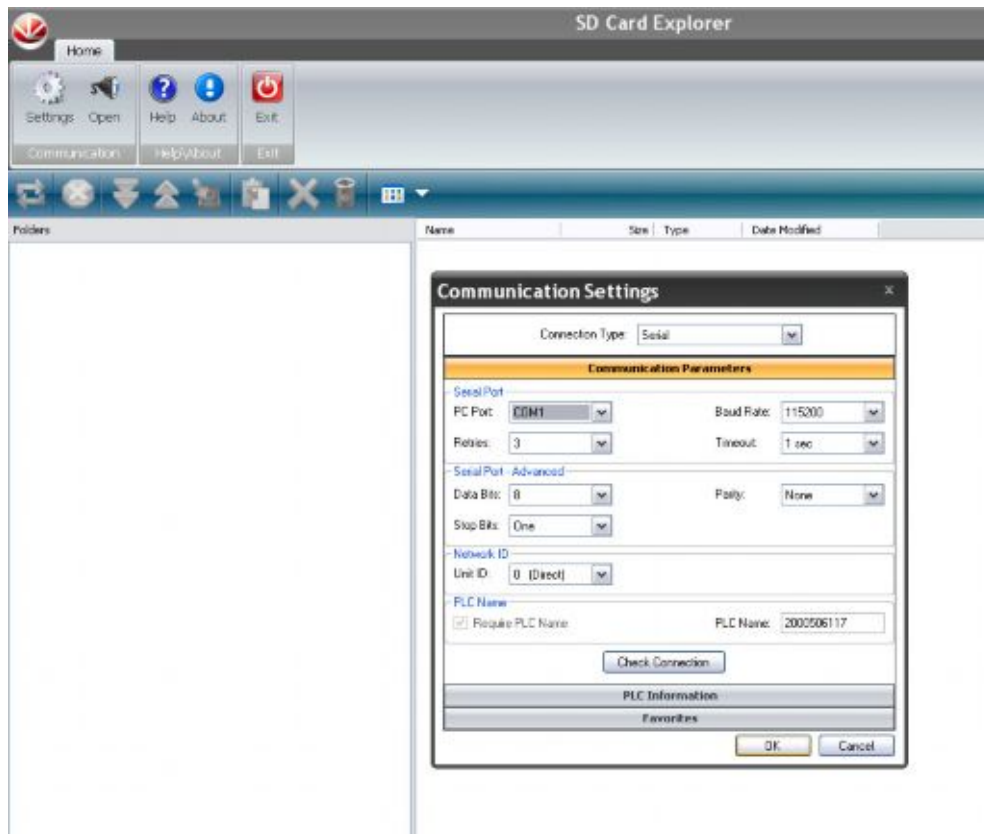 SD Card Explorer
Home
Settings Open Help About Exit
Communication Help\About Exit
Folders Name Size Type Date Modified
Communication Settings x
Connection Type: Serial
Communication Parameters
Serial Port
PC Port: COM1 Baud Rate: 115200
Retries: 3 Timeout: 1 sec
Serial Port - Advanced
Data Bits: 8 Parity: None
Stop Bits: One
Network ID
Unit ID: 0 (Direct)
PLC Name
Require PLC Name PLC Name: 2000506117
Check Connection
PLC Information
Favorites
OK Cancel